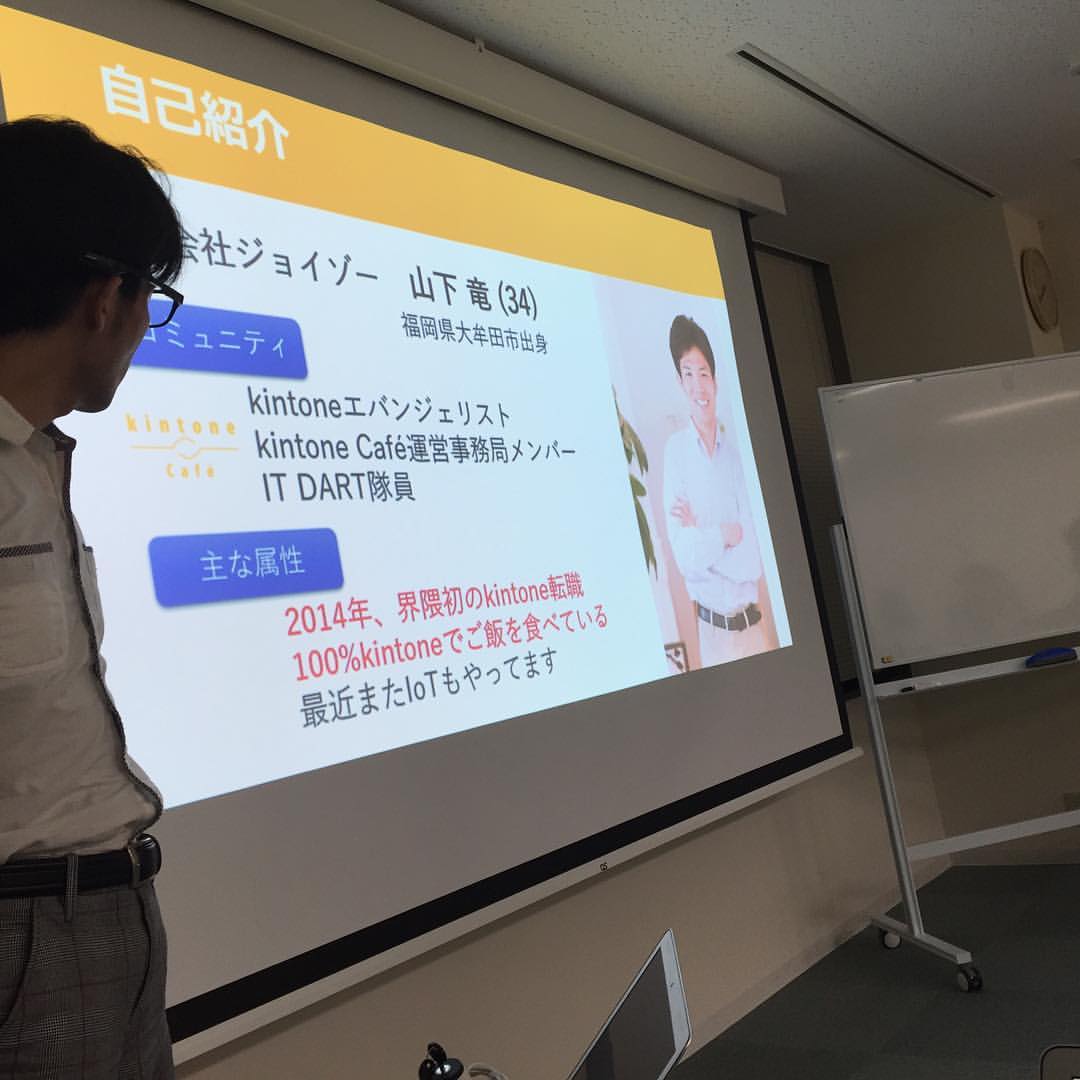 自己紹介
会社ジョイゾー 山下 竜 (34)
福岡県大牟田市出身
コミュニティ
kintoneエバンジェリスト
kintone Café運営事務局メンバー
IT DART隊員
kintone
Café
主な属性
2014年、界隈初のkintone転職
100%kintoneでご飯を食べている
最近またIoTもやってます